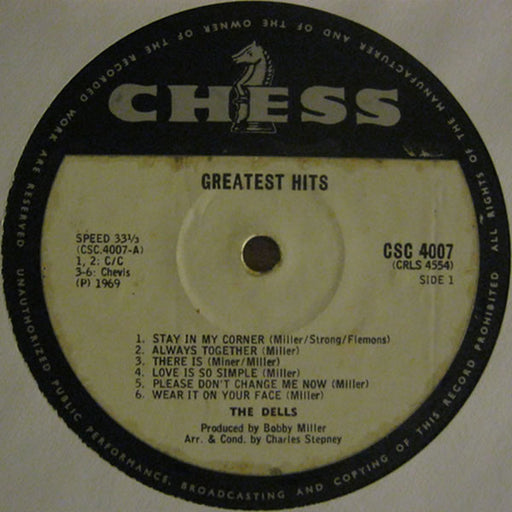 ALL RIGHTS OF THE MANUFACTURER AND OF THE OWNER OF THE RECORDED WORK ARE RESERVED
CHESS
GREATEST HITS
SPEED 33⅓
(CSC.4007-A)
1, 2: C/C
3-6: Chevis
(P) 1969
CSC 4007
(CRLS 4554)
SIDE 1
1. STAY IN MY CORNER (Miller/Strong/Flemons)
2. ALWAYS TOGETHER (Miller)
3. THERE IS (Miner/Miller)
4. LOVE IS SO SIMPLE (Miller)
5. PLEASE DON'T CHANGE ME NOW (Miller)
6. WEAR IT ON YOUR FACE (Miller)
THE DELLS
Produced by Bobby Miller
Arr. & Cond. by Charles Stepney
UNAUTHORIZED PUBLIC PERFORMANCE, BROADCASTING AND COPYING OF THIS RECORD PROHIBITED